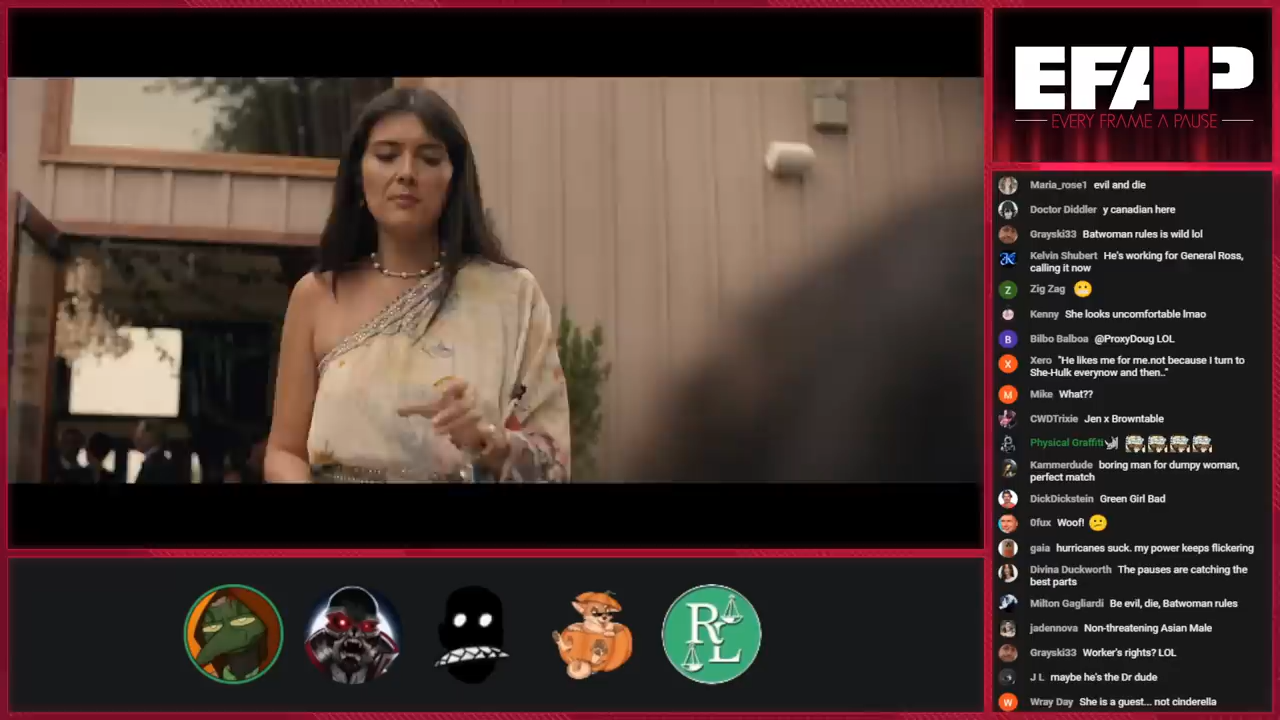 EFAP
EVERY FRAME A PAUSE
Maria_rose1 evil and die
Doctor Diddler y canadian here
Grayski33 Batwoman rules is wild lol
Kelvin Shubert He's working for General Ross,
calling it now
Z
Zig Zag
Kenny She looks uncomfortable lmao
B
Bilbo Balboa @ProxyDoug LOL
X
Xero "He likes me for me.not because I turn to
She-Hulk everynow and then.."
M
Mike What??
CWDTrixie Jen x Browntable
Physical Graffiti
Kammerdude boring man for dumpy woman,
perfect match
DickDickstein Green Girl Bad
0fux Woof!
gaia hurricanes suck. my power keeps flickering
Divina Duckworth The pauses are catching the
best parts
Milton Gagliardi Be evil, die, Batwoman rules
jadennova Non-threatening Asian Male
Grayski33 Worker's rights? LOL
J L maybe he's the Dr dude
W
Wray Day She is a guest... not cinderella
RL